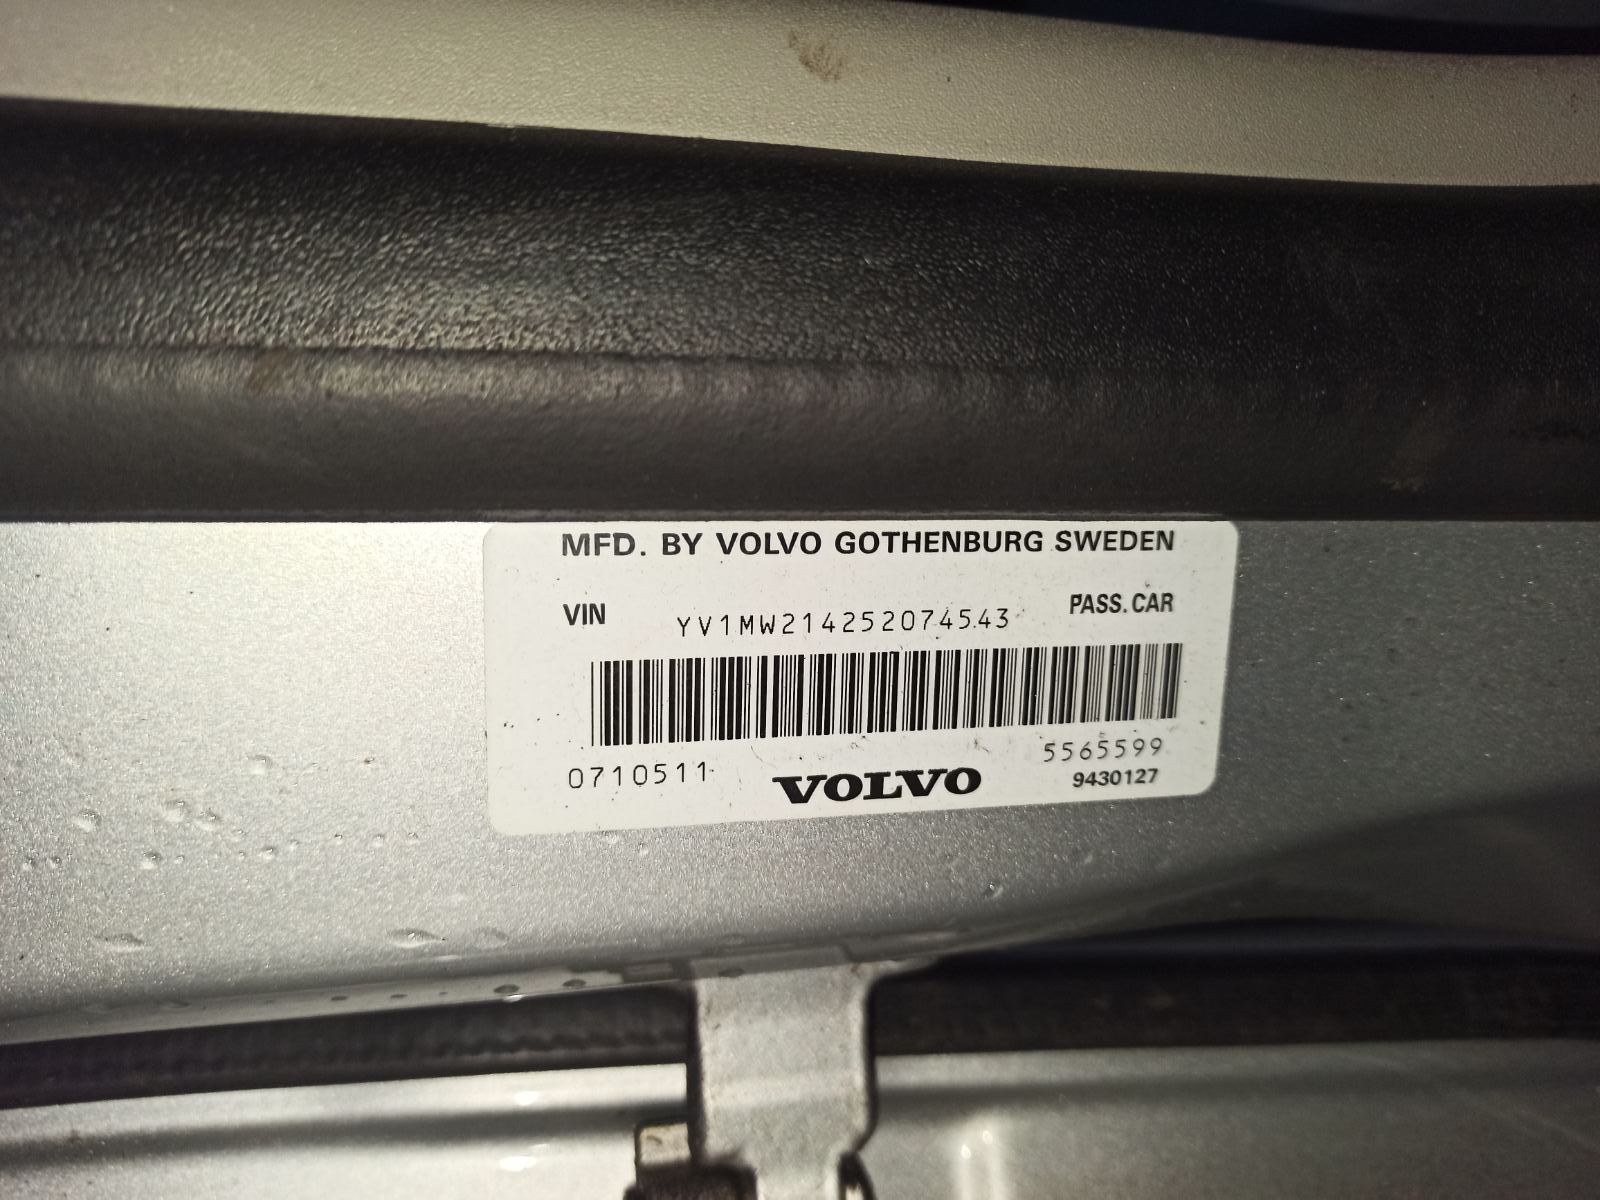 MFD. BY VOLVO GOTHENBURG SWEDEN
VIN YV1MW214252074543 PASS. CAR
0710511 5565599
VOLVO 9430127